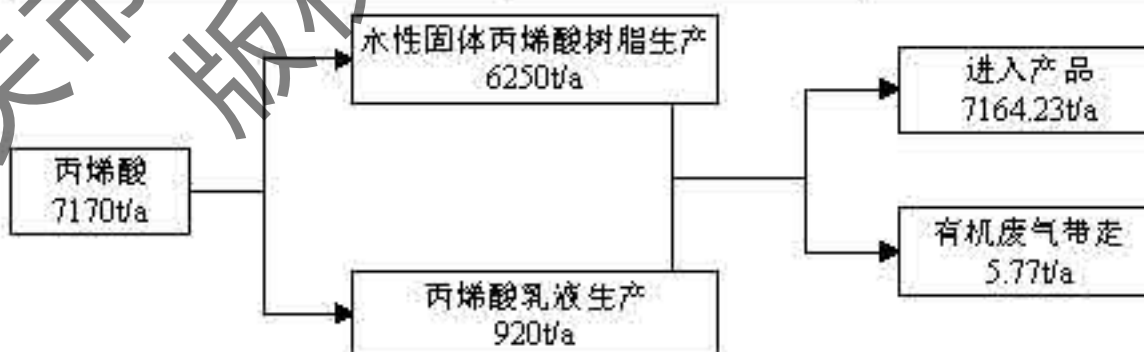 水性固体丙烯酸树脂生产
6250t/a
进入产品
7164.23t/a
丙烯酸
7170t/a
有机废气带走
5.77t/a
丙烯酸乳液生产
920t/a